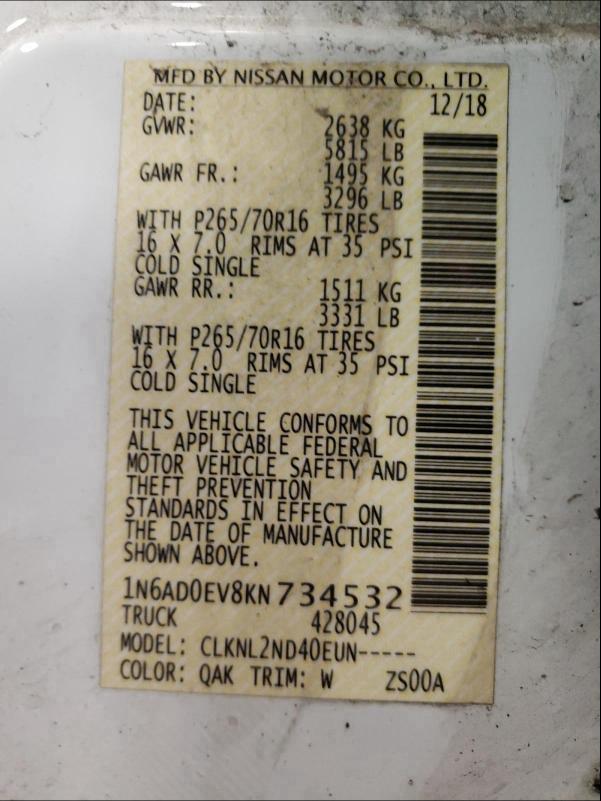 MFD BY NISSAN MOTOR CO., LTD.
DATE: 12/18
GVWR: 2638 KG
5815 LB
GAWR FR.: 1495 KG
3296 LB
WITH P265/70R16 TIRES
16 X 7.0 RIMS AT 35 PSI
COLD SINGLE
GAWR RR.: 1511 KG
3331 LB
WITH P265/70R16 TIRES
16 X 7.0 RIMS AT 35 PSI
COLD SINGLE
THIS VEHICLE CONFORMS TO
ALL APPLICABLE FEDERAL
MOTOR VEHICLE SAFETY AND
THEFT PREVENTION
STANDARDS IN EFFECT ON
THE DATE OF MANUFACTURE
SHOWN ABOVE.
1N6AD0EV8KN734532
TRUCK 428045
MODEL: CLKNL2ND40EUN-----
COLOR: QAK TRIM: W ZS00A